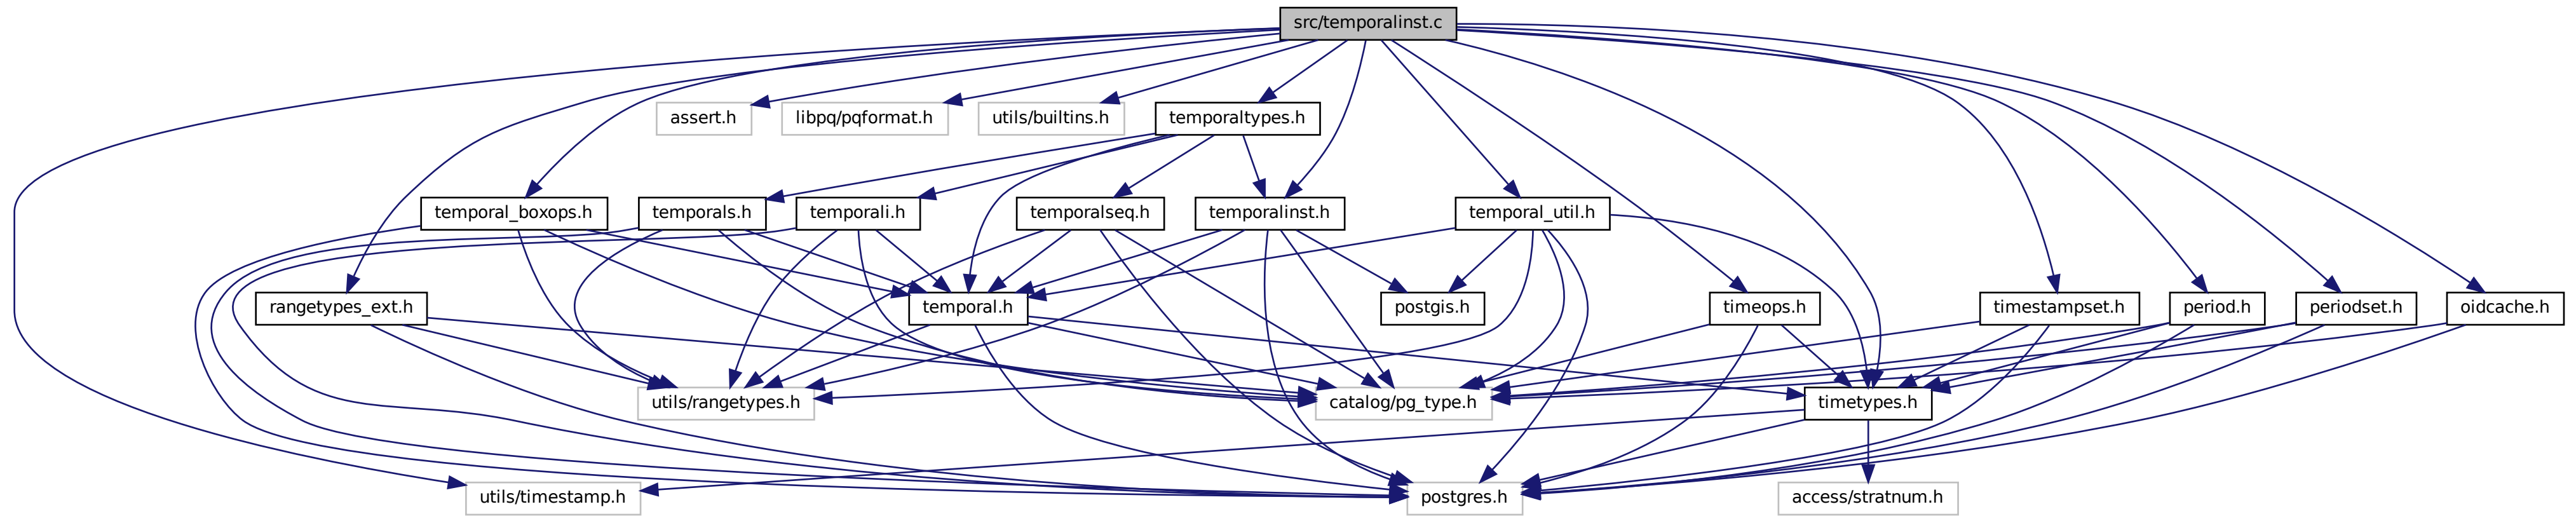 src/temporalinst.c
assert.h
libpq/pqformat.h
utils/builtins.h
temporaltypes.h
temporal_boxops.h
temporals.h
temporali.h
temporalseq.h
temporalinst.h
temporal_util.h
rangetypes_ext.h
temporal.h
postgis.h
timeops.h
timestampset.h
period.h
periodset.h
oidcache.h
utils/rangetypes.h
catalog/pg_type.h
timetypes.h
utils/timestamp.h
postgres.h
access/stratnum.h